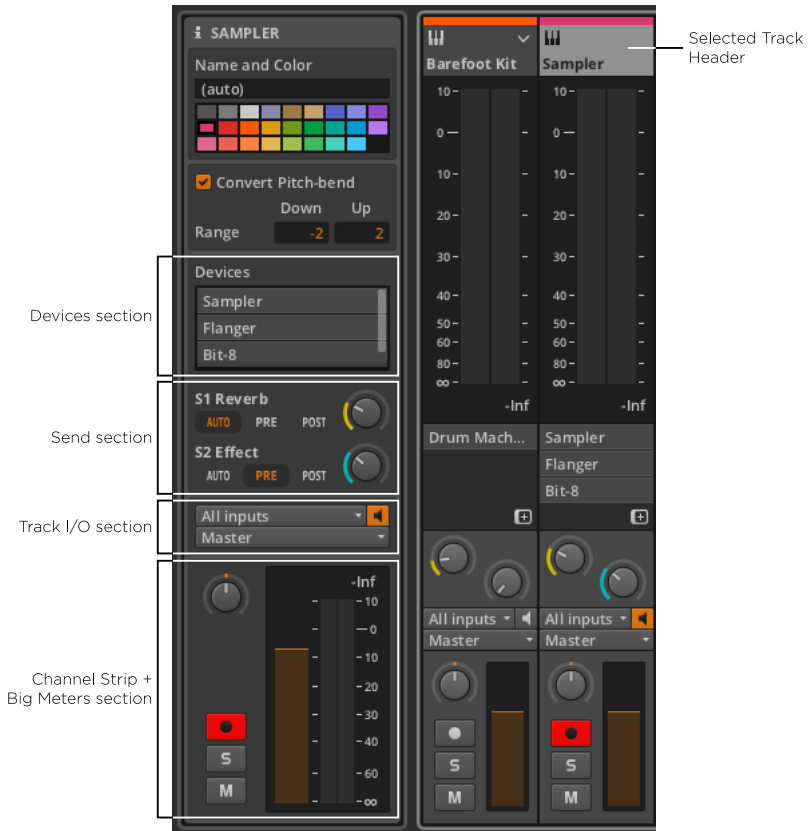 SAMPLER
Name and Color
(auto)
Convert Pitch-bend
Down Up
Range -2 2
Devices
Sampler
Flanger
Bit-8
S1 Reverb
AUTO PRE POST
S2 Effect
AUTO PRE POST
All inputs
Master
-Inf
10
0
10
20
30
40
60
∞
S
M
Devices section
Send section
Track I/O section
Channel Strip +
Big Meters section
Barefoot Kit
10
0
10
20
30
40
50
60
80
∞
-Inf
Drum Mach...
All inputs
Master
S
M
Sampler
10
0
10
20
30
40
50
60
80
∞
-Inf
Sampler
Flanger
Bit-8
All inputs
Master
S
M
Selected Track
Header